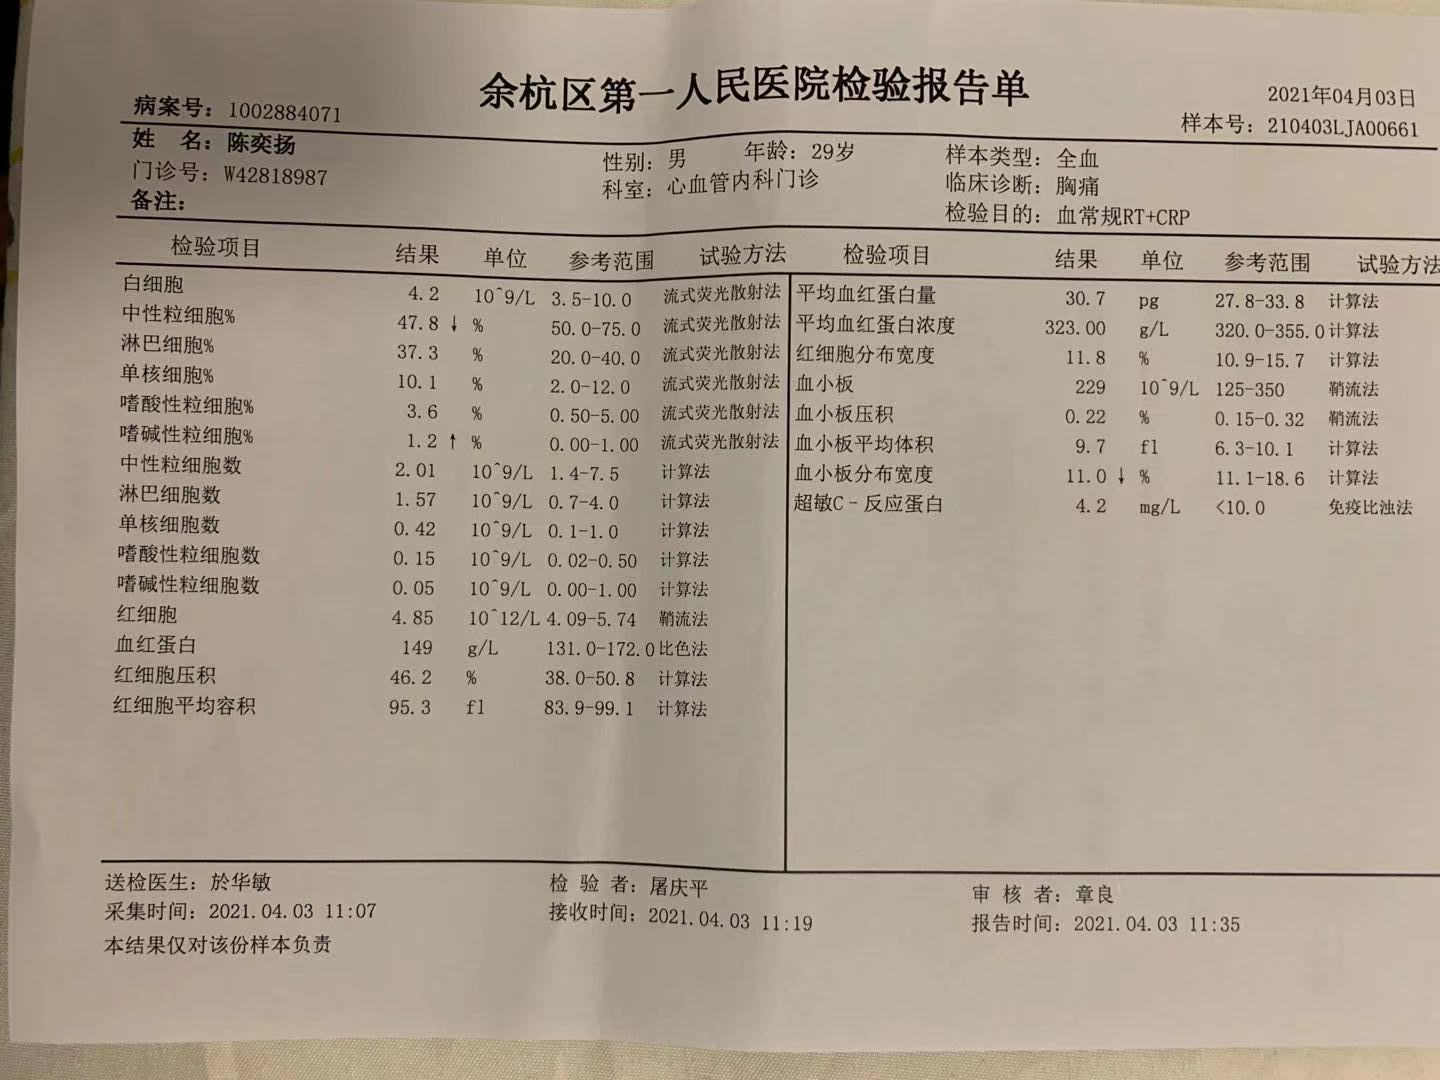 余杭区第一人民医院检验报告单
2021年04月03日
病案号：1002884071
样本号：210403LJA00661
姓 名：陈奕扬 性别：男 年龄：29岁 样本类型：全血
门诊号：W42818987 科室：心血管内科门诊 临床诊断：胸痛
备注： 检验目的：血常规RT+CRP
检验项目 结果 单位 参考范围 试验方法
白细胞 4.2 10^9/L 3.5-10.0 流式荧光散射法
中性粒细胞% 47.8↓ % 50.0-75.0 流式荧光散射法
淋巴细胞% 37.3 % 20.0-40.0 流式荧光散射法
单核细胞% 10.1 % 2.0-12.0 流式荧光散射法
嗜酸性粒细胞% 3.6 % 0.50-5.00 流式荧光散射法
嗜碱性粒细胞% 1.2↑ % 0.00-1.00 流式荧光散射法
中性粒细胞数 2.01 10^9/L 1.4-7.5 计算法
淋巴细胞数 1.57 10^9/L 0.7-4.0 计算法
单核细胞数 0.42 10^9/L 0.1-1.0 计算法
嗜酸性粒细胞数 0.15 10^9/L 0.02-0.50 计算法
嗜碱性粒细胞数 0.05 10^9/L 0.00-1.00 计算法
红细胞 4.85 10^12/L 4.09-5.74 鞘流法
血红蛋白 149 g/L 131.0-172.0 比色法
红细胞压积 46.2 % 38.0-50.8 计算法
红细胞平均容积 95.3 fl 83.9-99.1 计算法
检验项目 结果 单位 参考范围 试验方法
平均血红蛋白量 30.7 pg 27.8-33.8 计算法
平均血红蛋白浓度 323.00 g/L 320.0-355.0 计算法
红细胞分布宽度 11.8 % 10.9-15.7 计算法
血小板 229 10^9/L 125-350 鞘流法
血小板压积 0.22 % 0.15-0.32 鞘流法
血小板平均体积 9.7 fl 6.3-10.1 计算法
血小板分布宽度 11.0↓ % 11.1-18.6 计算法
超敏C-反应蛋白 4.2 mg/L <10.0 免疫比浊法
送检医生：於华敏 检 验 者：屠庆平 审 核 者：章良
采集时间：2021.04.03 11:07 接收时间：2021.04.03 11:19 报告时间：2021.04.03 11:35
本结果仅对该份样本负责